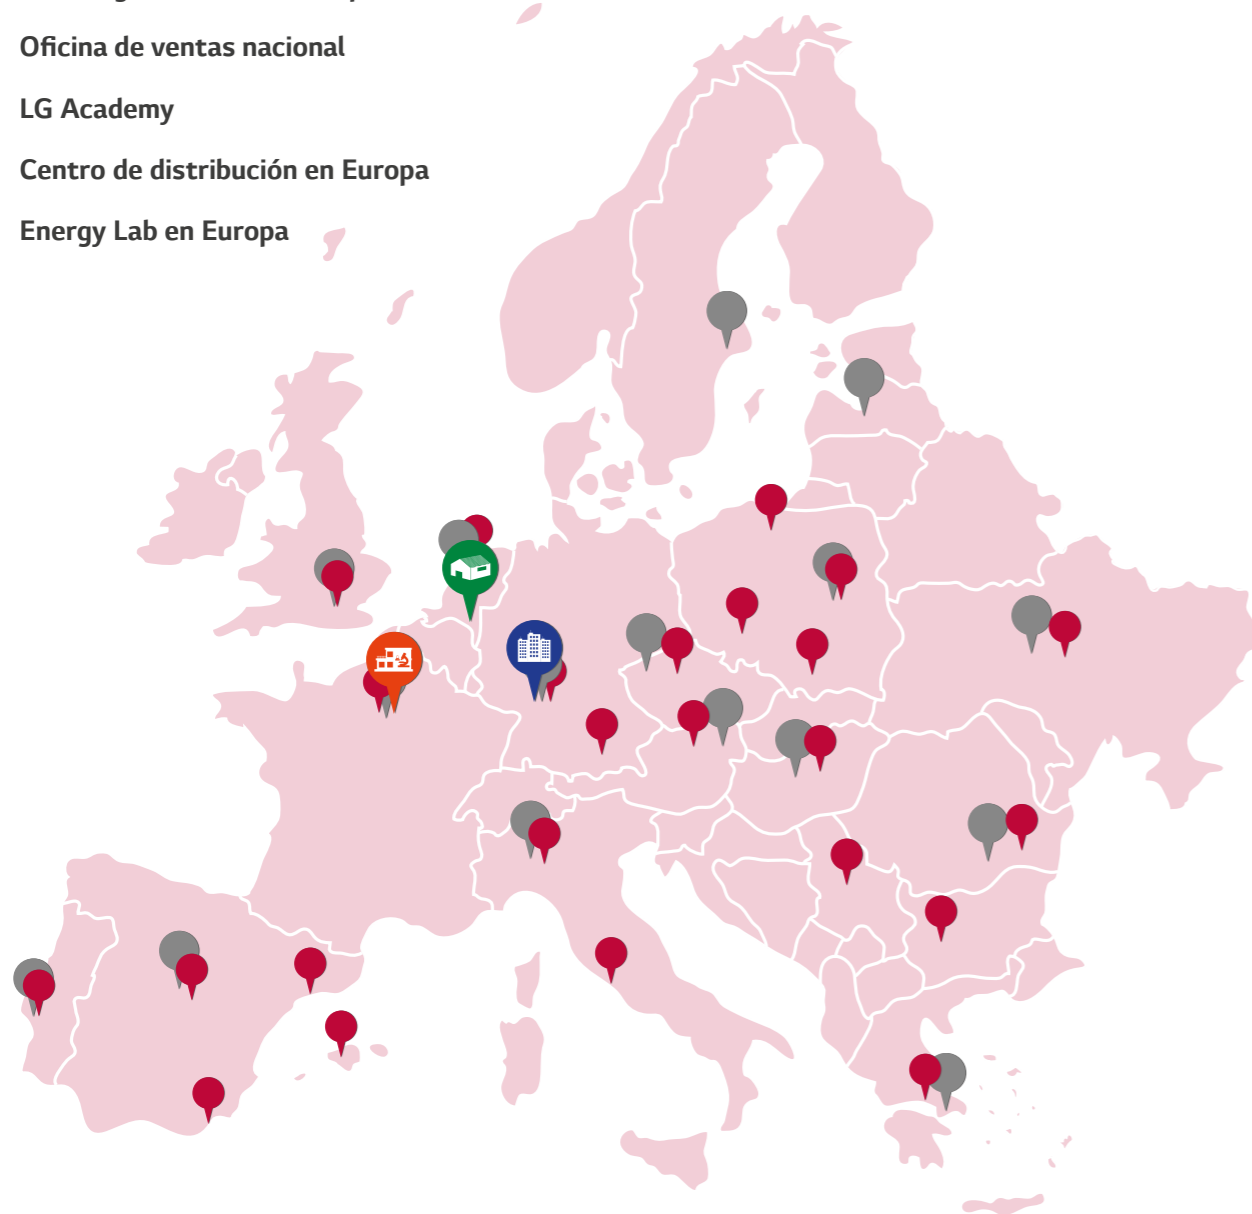 Oficina de ventas nacional
LG Academy
Centro de distribución en Europa
Energy Lab en Europa